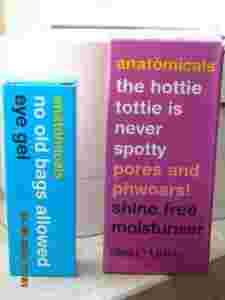 anatomicals
no old bags allowed
eye gel
anatomicals
the hottie
tottie is
never
spotty
pores and
phwoars!
shine free
moisturiser